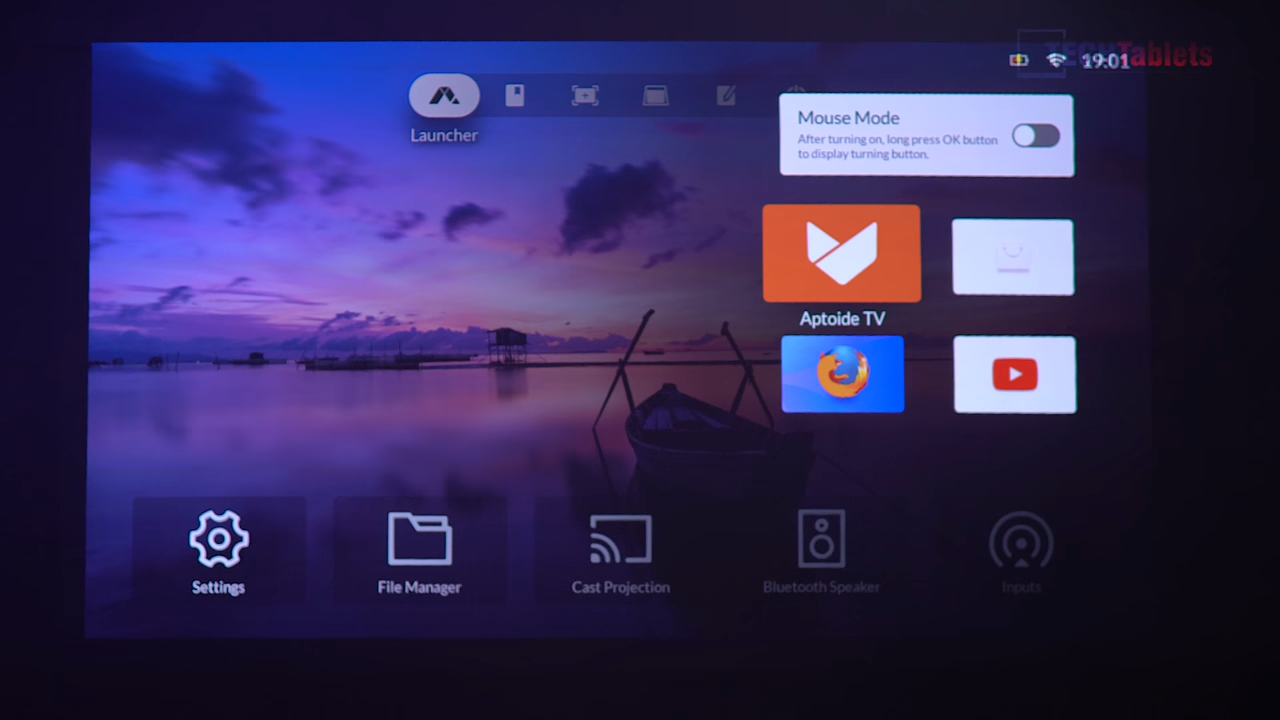 TECHTablets
19:01
Launcher
Mouse Mode
After turning on, long press OK button
to display turning button.
Aptoide TV
Settings
File Manager
Cast Projection
Bluetooth Speaker
Inputs